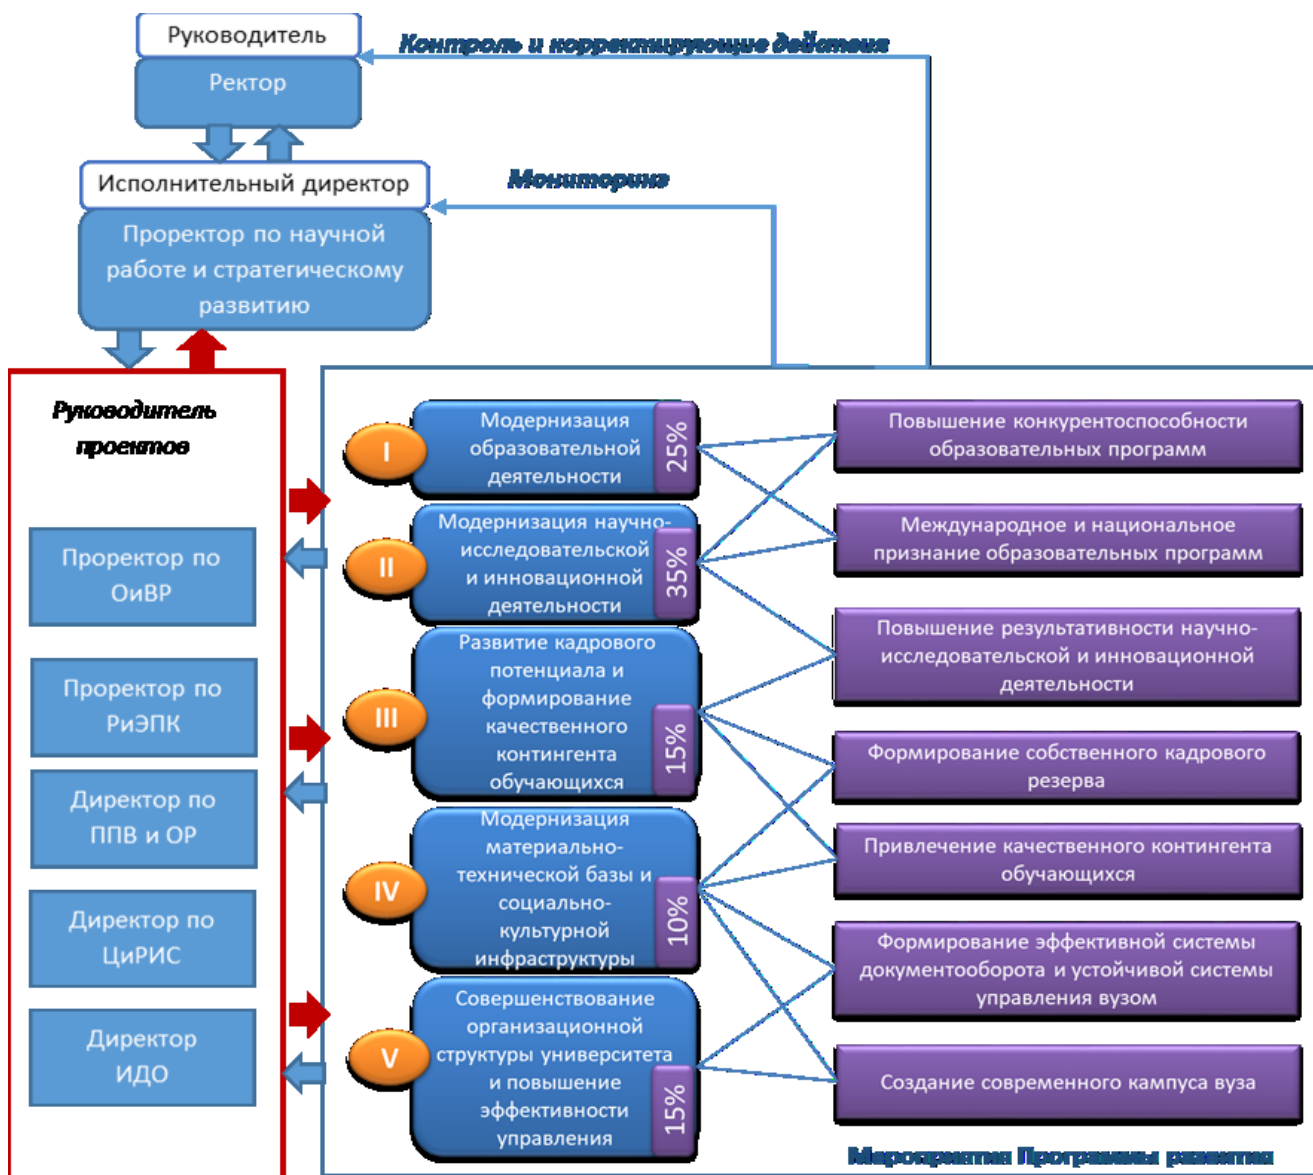 Руководитель
Ректор
Контроль и корректирующие действия
Исполнительный директор
Проректор по научной
работе и стратегическому
развитию
Мониторинг
Руководитель
проектов
Проректор по
ОиВР
Проректор по
РиЭПК
Директор по
ППВ и ОР
Директор по
ЦиРИС
Директор
ИДО
I
Модернизация
образовательной
деятельности
25%
II
Модернизация научно-
исследовательской
и инновационной
деятельности
35%
III
Развитие кадрового
потенциала и
формирование
качественного
контингента
обучающихся
15%
IV
Модернизация
материально-
технической базы и
социально-
культурной
инфраструктуры
10%
V
Совершенствование
организационной
структуры университета
и повышение
эффективности
управления
15%
Повышение конкурентоспособности
образовательных программ
Международное и национальное
признание образовательных программ
Повышение результативности научно-
исследовательской и инновационной
деятельности
Формирование собственного кадрового
резерва
Привлечение качественного контингента
обучающихся
Формирование эффективной системы
документооборота и устойчивой системы
управления вузом
Создание современного кампуса вуза
Мероприятия Программы развития